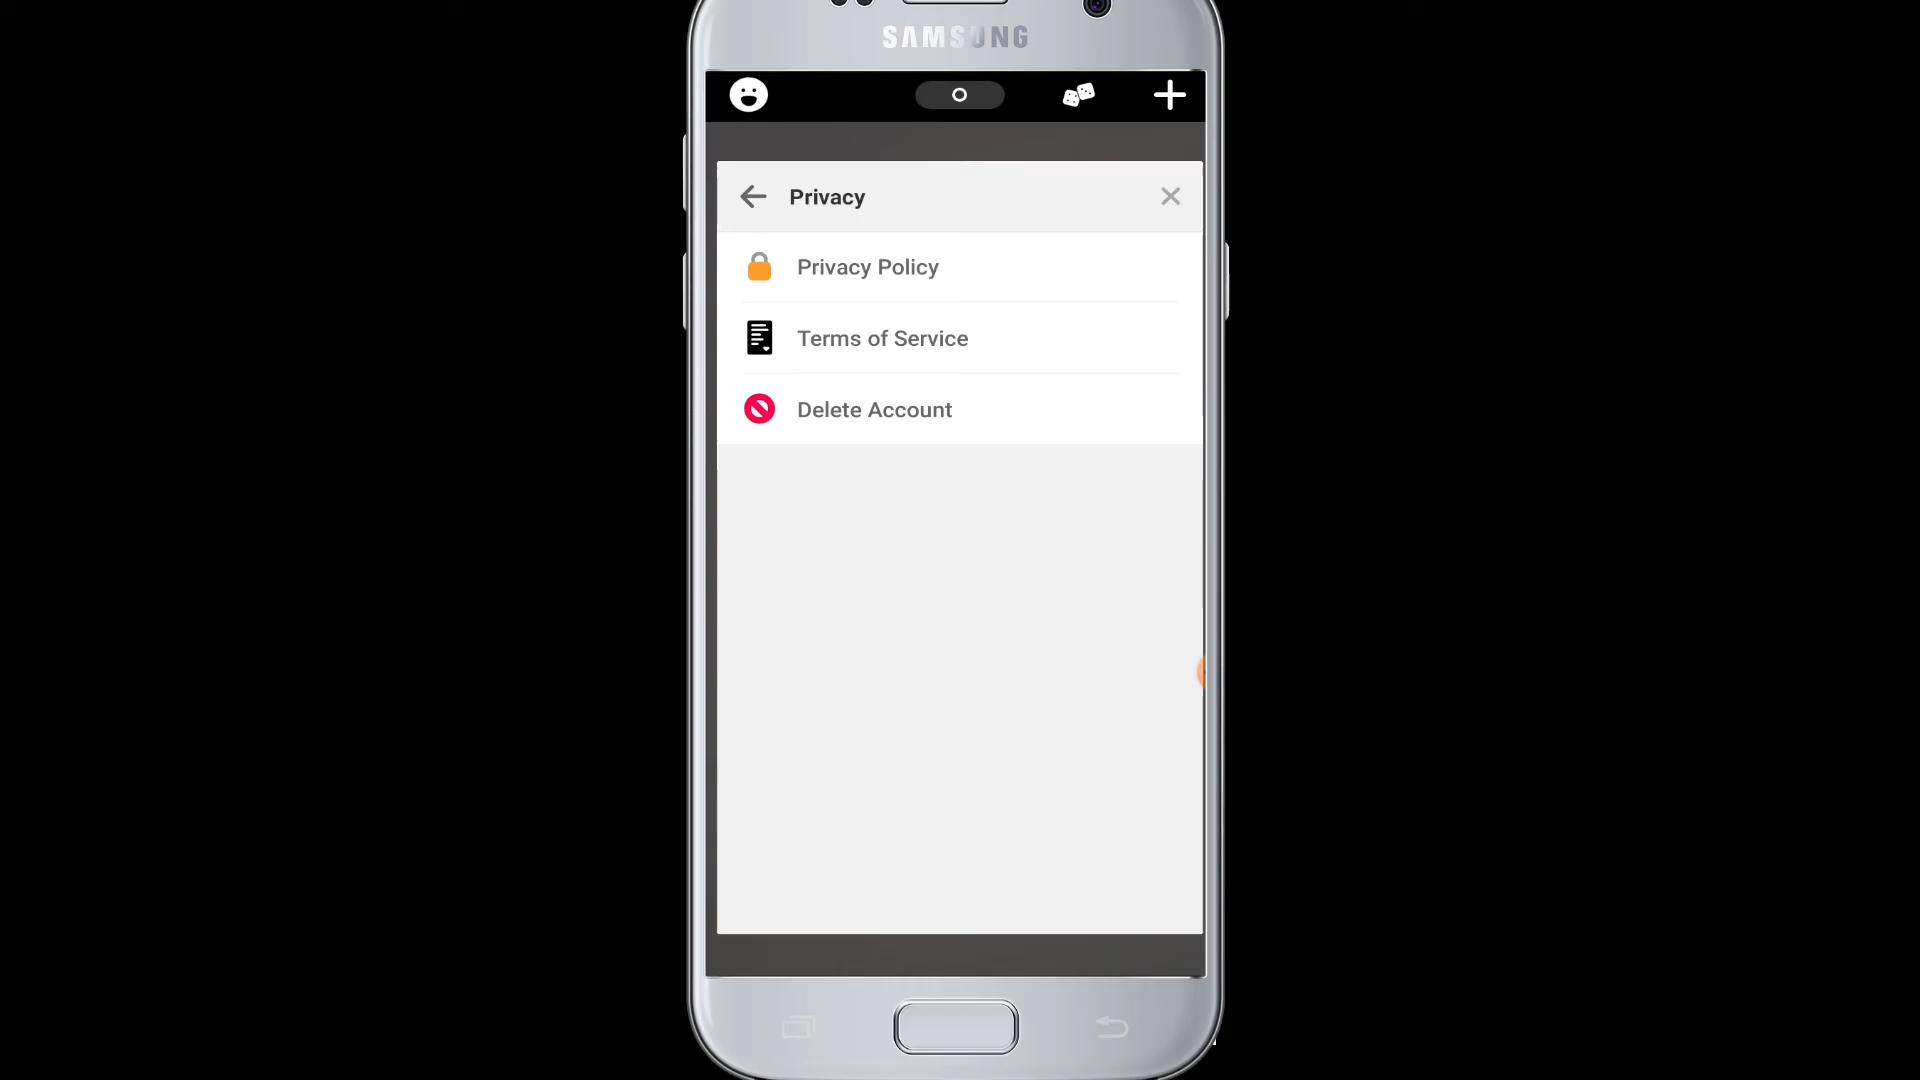 SAMSUNG
Privacy
Privacy Policy
Terms of Service
Delete Account